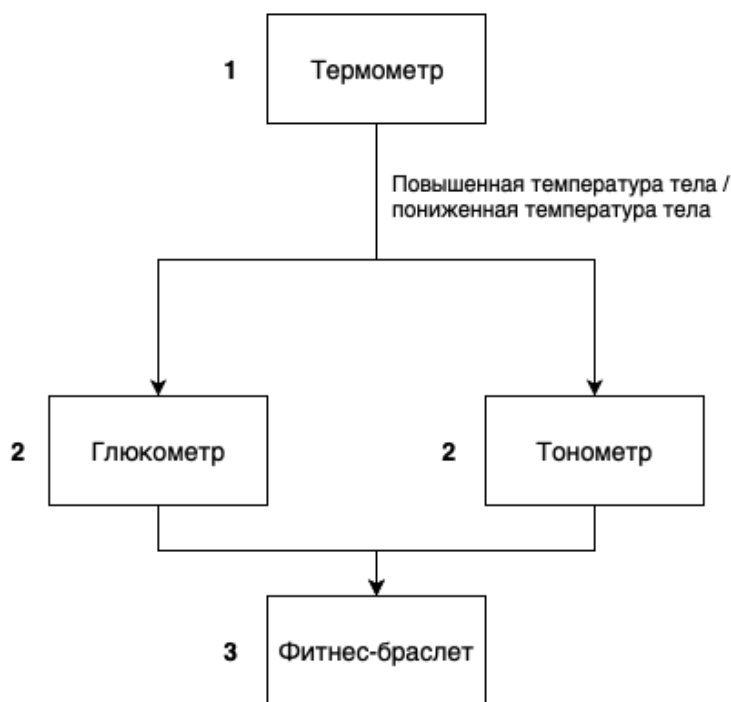 1
Термометр
Повышенная температура тела /
пониженная температура тела
2
Глюкометр
2
Тонометр
3
Фитнес-браслет